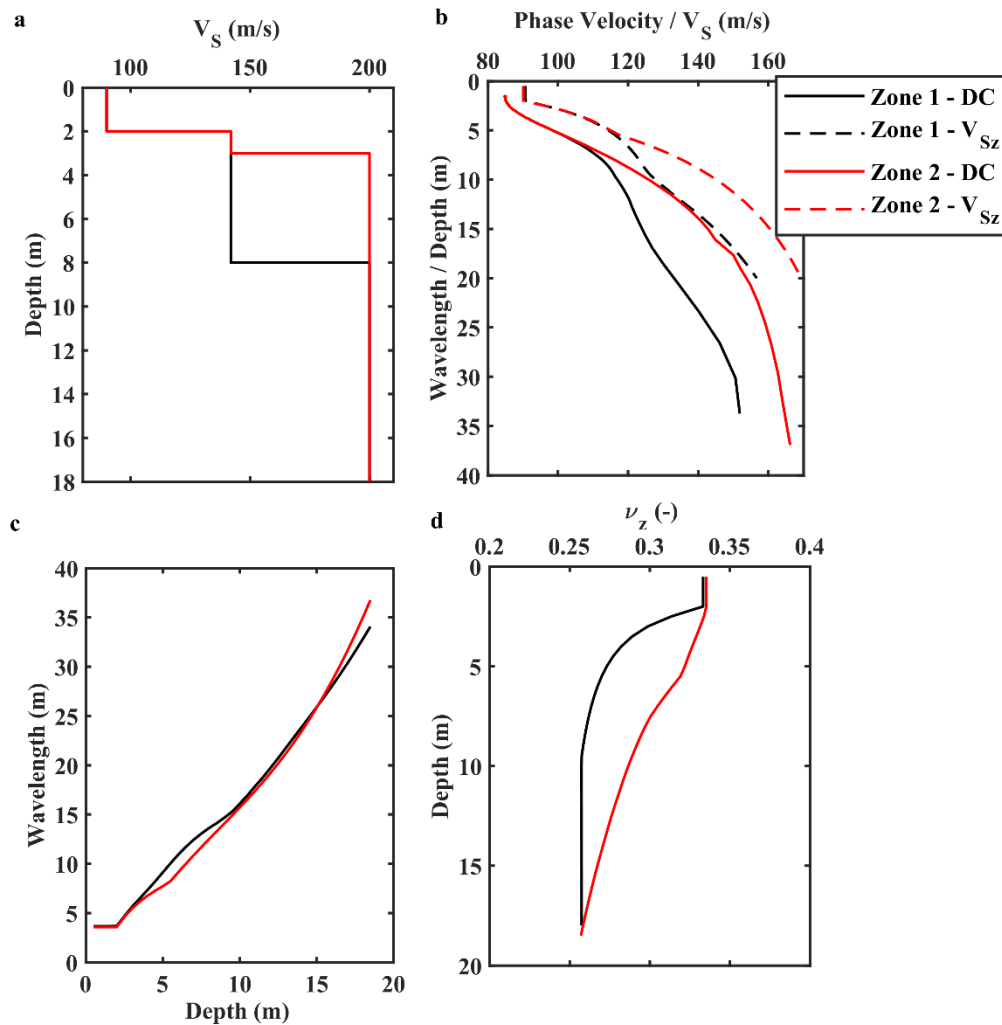 a
V_S (m/s)
100 150 200
0
2
4
6
8
10
12
14
16
18
Depth (m)
b
Phase Velocity / V_S (m/s)
80 100 120 140 160
0
5
10
15
20
25
30
35
40
Wavelength / Depth (m)
Zone 1 - DC
Zone 1 - V_Sz
Zone 2 - DC
Zone 2 - V_Sz
c
40
35
30
25
20
15
10
5
0
Wavelength (m)
0 5 10 15 20
Depth (m)
d
ν_z (-)
0.2 0.25 0.3 0.35 0.4
0
5
10
15
20
Depth (m)